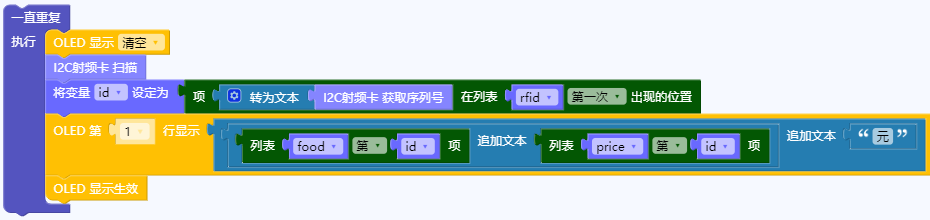 一直重复
执行
OLED 显示 清空
I2C射频卡 扫描
将变量 id 设定为 项 转为文本 I2C射频卡 获取序列号 在列表 rfid 第一次 出现的位置
OLED 第 1 行显示 列表 food 第 id 项 追加文本 列表 price 第 id 项 追加文本 “ 元 ”
OLED 显示生效